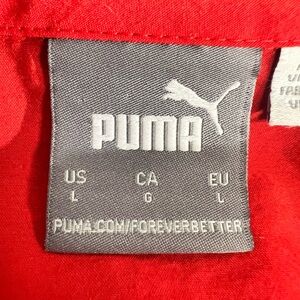 PUMA
US CA EU
L G L
PUMA.COM/FOREVERBETTER